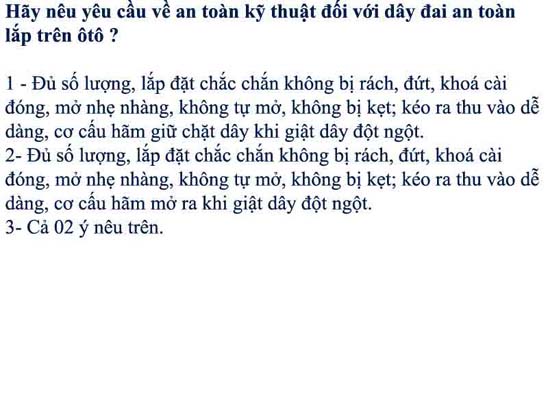 Hãy nêu yêu cầu về an toàn kỹ thuật đối với dây đai an toàn
lắp trên ôtô ?
1 - Đủ số lượng, lắp đặt chắc chắn không bị rách, đứt, khoá cài
đóng, mở nhẹ nhàng, không tự mở, không bị kẹt; kéo ra thu vào dễ
dàng, cơ cấu hãm giữ chặt dây khi giật dây đột ngột.
2- Đủ số lượng, lắp đặt chắc chắn không bị rách, đứt, khoá cài
đóng, mở nhẹ nhàng, không tự mở, không bị kẹt; kéo ra thu vào dễ
dàng, cơ cấu hãm mở ra khi giật dây đột ngột.
3- Cả 02 ý nêu trên.